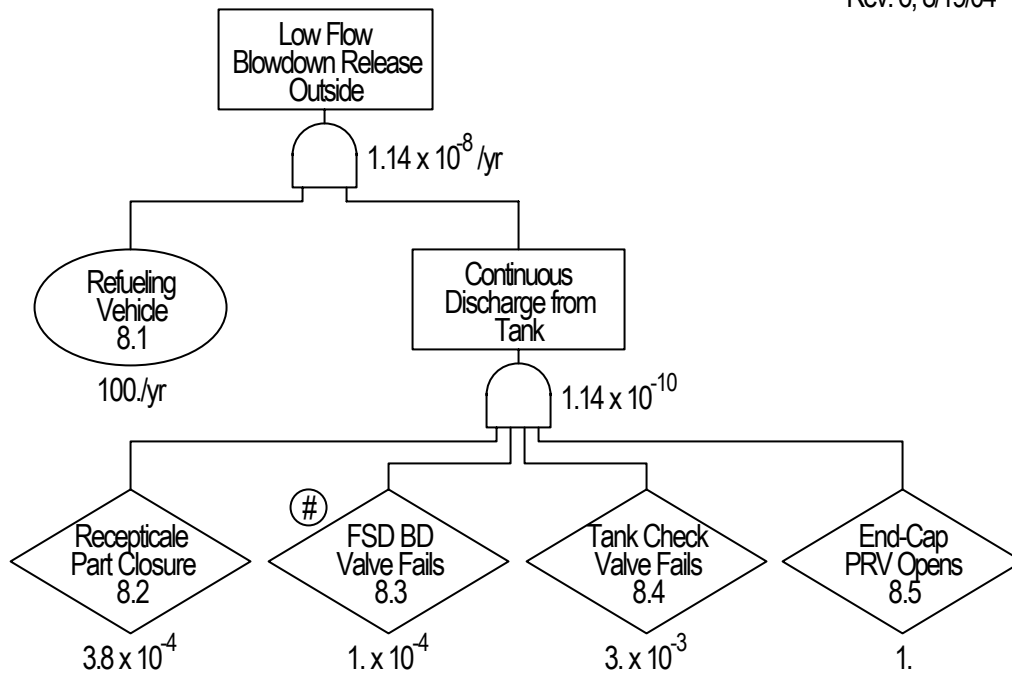 Low Flow
Blowdown Release
Outside
1.14 x 10^-8 /yr
Refueling
Vehicle
8.1
100./yr
Continuous
Discharge from
Tank
1.14 x 10^-10
Recepticale
Part Closure
8.2
3.8 x 10^-4
#
FSD BD
Valve Fails
8.3
1. x 10^-4
Tank Check
Valve Fails
8.4
3. x 10^-3
End-Cap
PRV Opens
8.5
1.